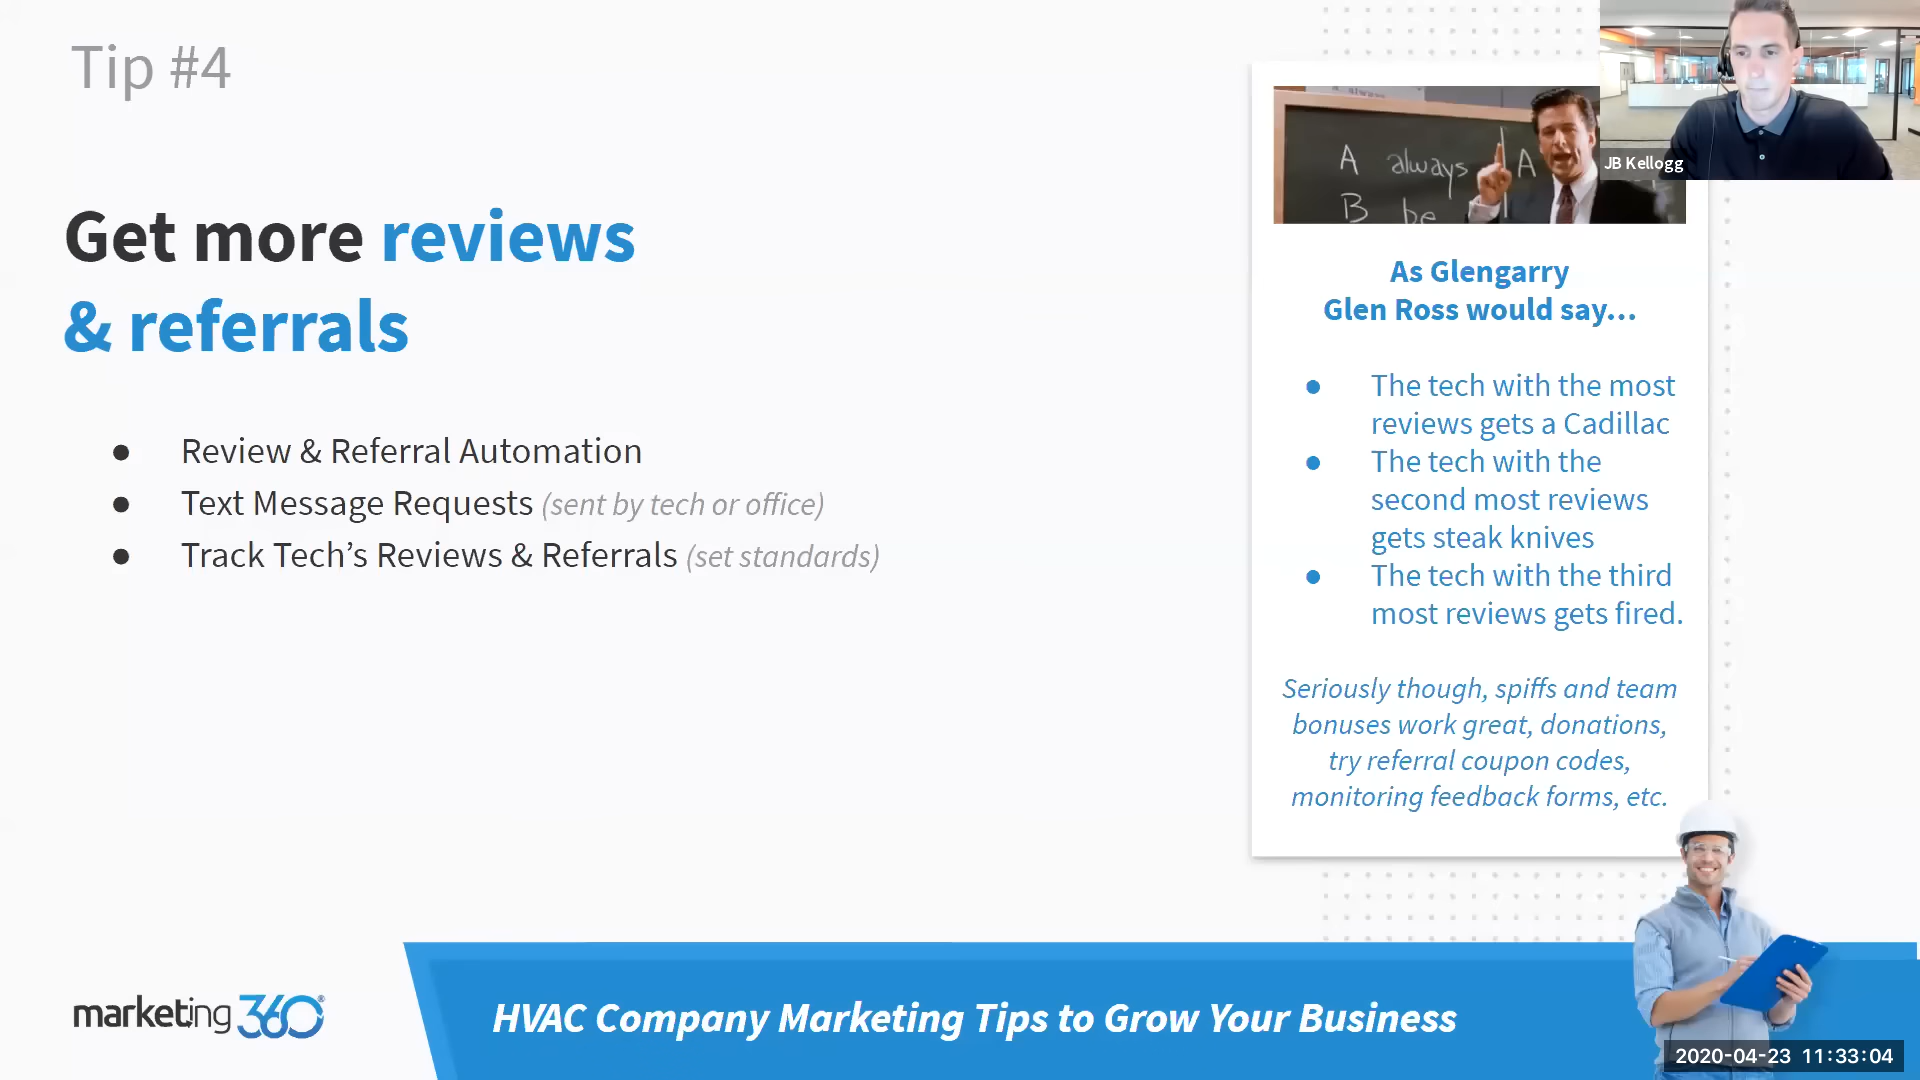 Tip #4
Get more reviews
& referrals
● Review & Referral Automation
● Text Message Requests (sent by tech or office)
● Track Tech’s Reviews & Referrals (set standards)
A always A
B be
JB Kellogg
As Glengarry
Glen Ross would say...
● The tech with the most
reviews gets a Cadillac
● The tech with the
second most reviews
gets steak knives
● The tech with the third
most reviews gets fired.
Seriously though, spiffs and team
bonuses work great, donations,
try referral coupon codes,
monitoring feedback forms, etc.
marketing 360®
HVAC Company Marketing Tips to Grow Your Business
2020-04-23 11:33:04